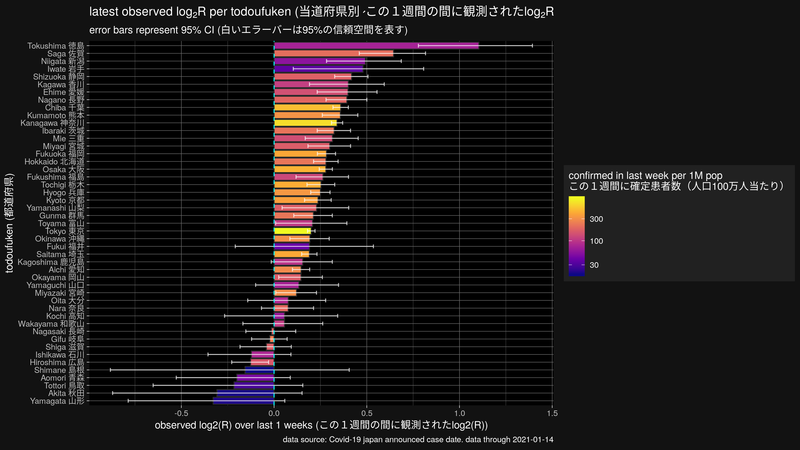 latest observed log₂R per todoufuken (当道府県別 この１週間の間に観測されたlog₂R
error bars represent 95% CI (白いエラーバーは95%の信頼空間を表す)
todoufuken (都道府県)
Tokushima 徳島
Saga 佐賀
Niigata 新潟
Iwate 岩手
Shizuoka 静岡
Kagawa 香川
Ehime 愛媛
Nagano 長野
Chiba 千葉
Kumamoto 熊本
Kanagawa 神奈川
Ibaraki 茨城
Mie 三重
Miyagi 宮城
Fukuoka 福岡
Hokkaido 北海道
Osaka 大阪
Fukushima 福島
Tochigi 栃木
Hyogo 兵庫
Kyoto 京都
Yamanashi 山梨
Gunma 群馬
Toyama 富山
Tokyo 東京
Okinawa 沖縄
Fukui 福井
Saitama 埼玉
Kagoshima 鹿児島
Aichi 愛知
Okayama 岡山
Yamaguchi 山口
Miyazaki 宮崎
Oita 大分
Nara 奈良
Kochi 高知
Wakayama 和歌山
Nagasaki 長崎
Gifu 岐阜
Shiga 滋賀
Ishikawa 石川
Hiroshima 広島
Shimane 島根
Aomori 青森
Tottori 鳥取
Akita 秋田
Yamagata 山形
-0.5 0.0 0.5 1.0 1.5
observed log2(R) over last 1 weeks (この１週間の間に観測されたlog2(R))
data source: Covid-19 japan announced case date. data through 2021-01-14
confirmed in last week per 1M pop
この１週間に確定患者数（人口100万人当たり）
300
100
30